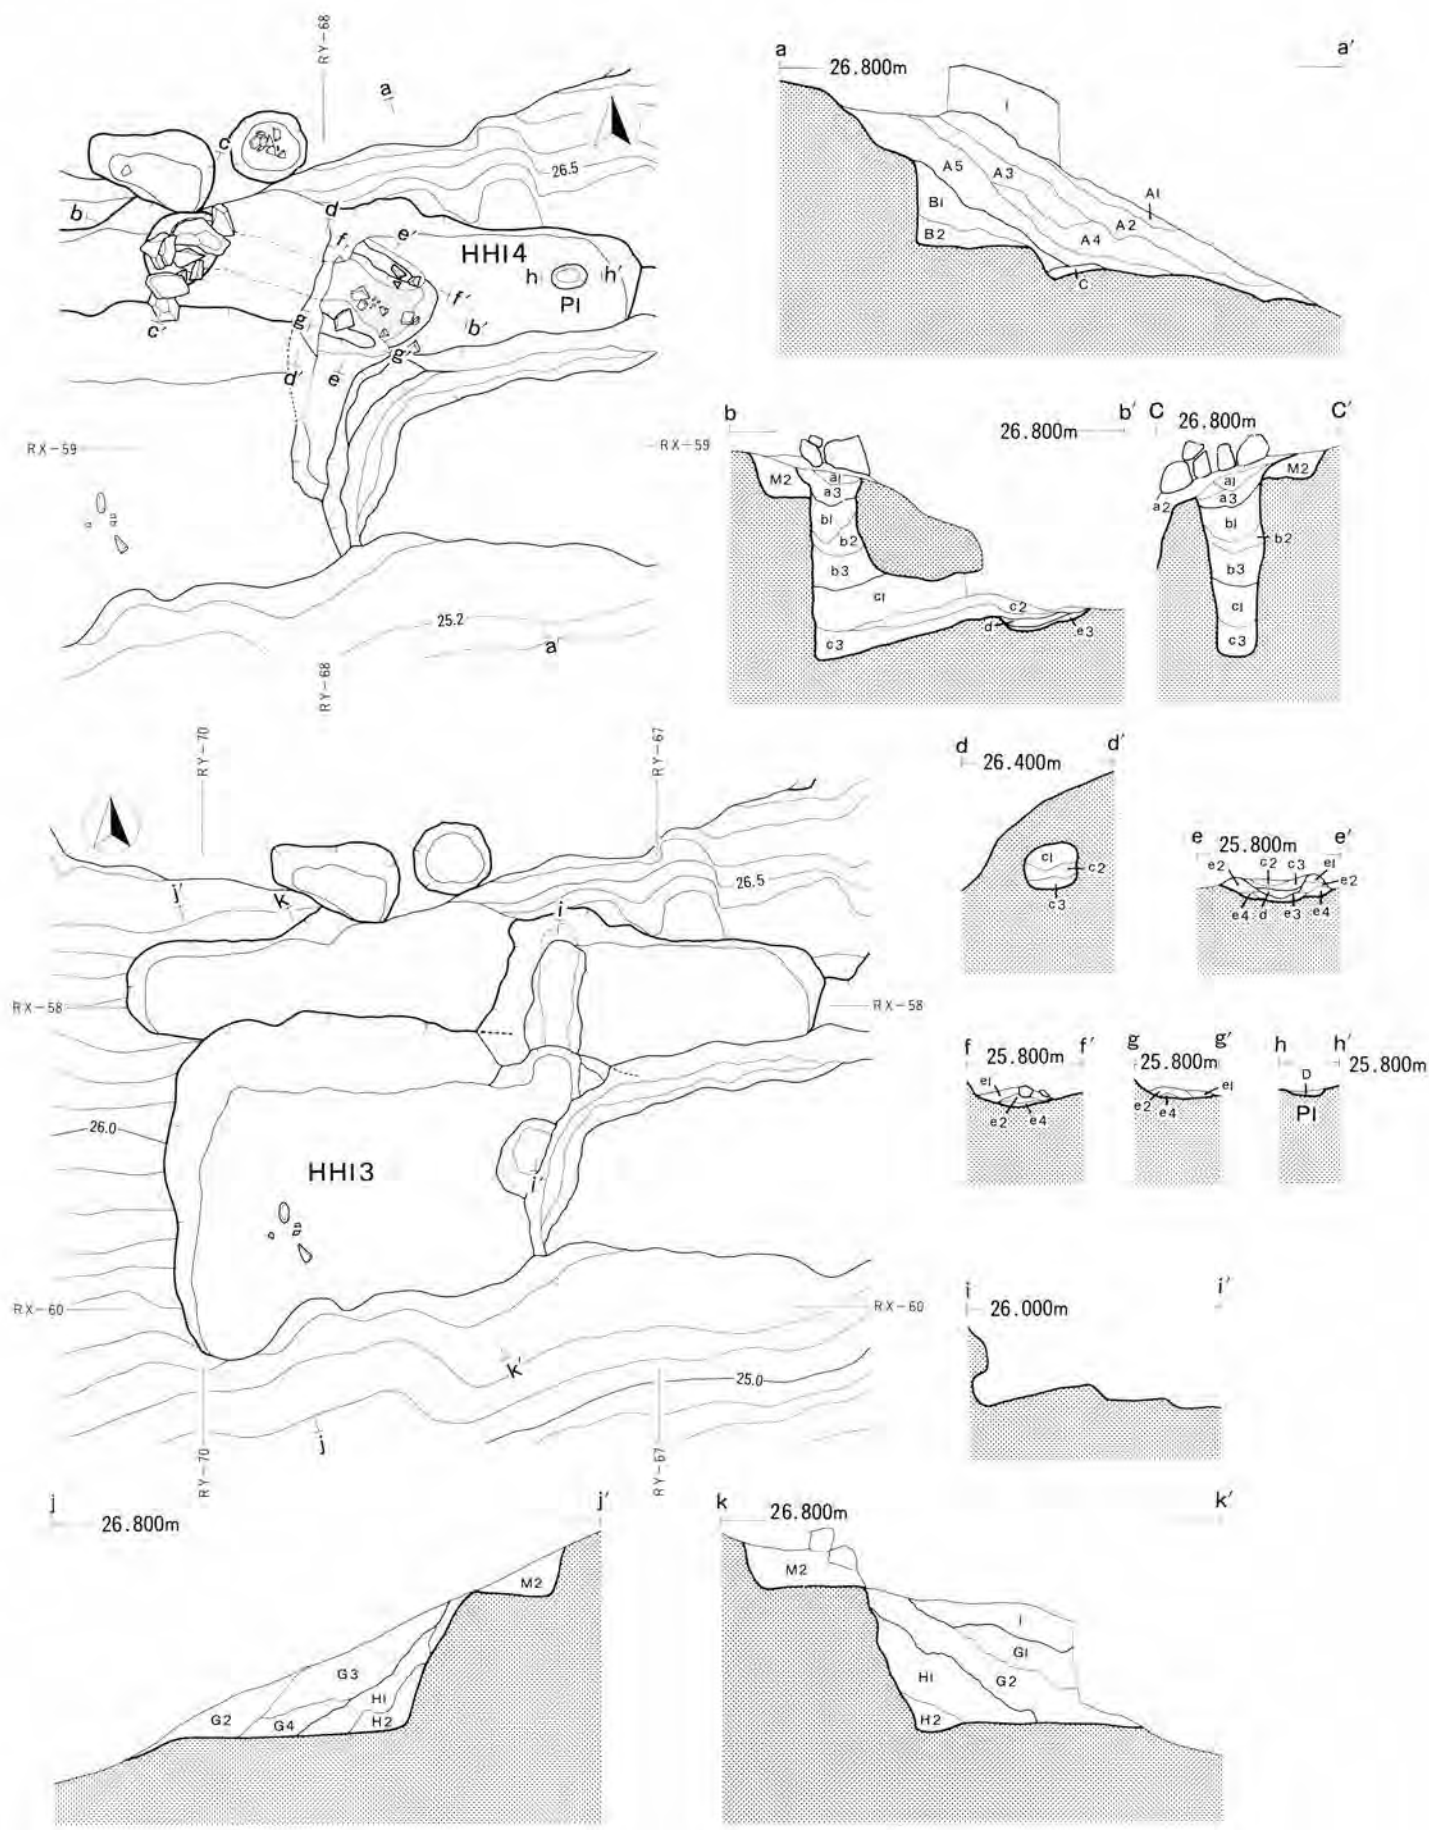 RY-68
a
c
26.5
b
d
f
e'
HH14
h
h'
P1
f'
b'
g
g'
c'
d'
e
RX-59
RX-59
25.2
a'
RY-68
a
a'
26.800m
I
A5
A3
A1
B1
A2
B2
A4
C
b
b'
26.800m
M2
a1
a3
b1
b2
b3
c1
c2
d
e3
c3
C
C'
26.800m
M2
a1
a3
a2
b1
b2
b3
c1
c3
d
d'
26.400m
c1
c2
c3
e
e'
25.800m
e2
c2
c3
e1
e2
e4
d
e3
e4
f
f'
25.800m
e1
e2
e4
g
g'
25.800m
e1
e2
e4
h
h'
25.800m
D
P1
RY-70
RY-67
26.5
j'
k
i
RX-58
RX-58
26.0
HH13
i'
RX-60
RX-60
k'
25.0
j
RY-70
RY-67
i
i'
26.000m
j
j'
26.800m
M2
G3
H1
G2
G4
H2
k
k'
26.800m
M2
I
G1
H1
G2
H2